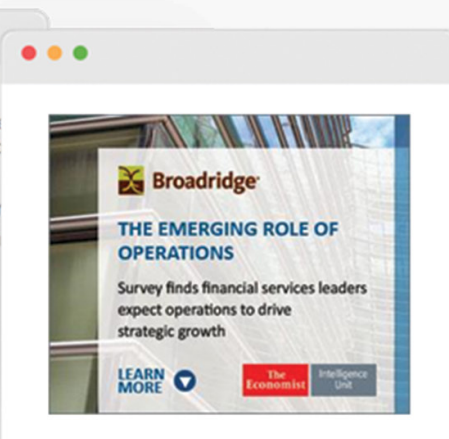 Broadridge
THE EMERGING ROLE OF
OPERATIONS
Survey finds financial services leaders
expect operations to drive
strategic growth
LEARN
MORE
The
Economist
Intelligence
Unit